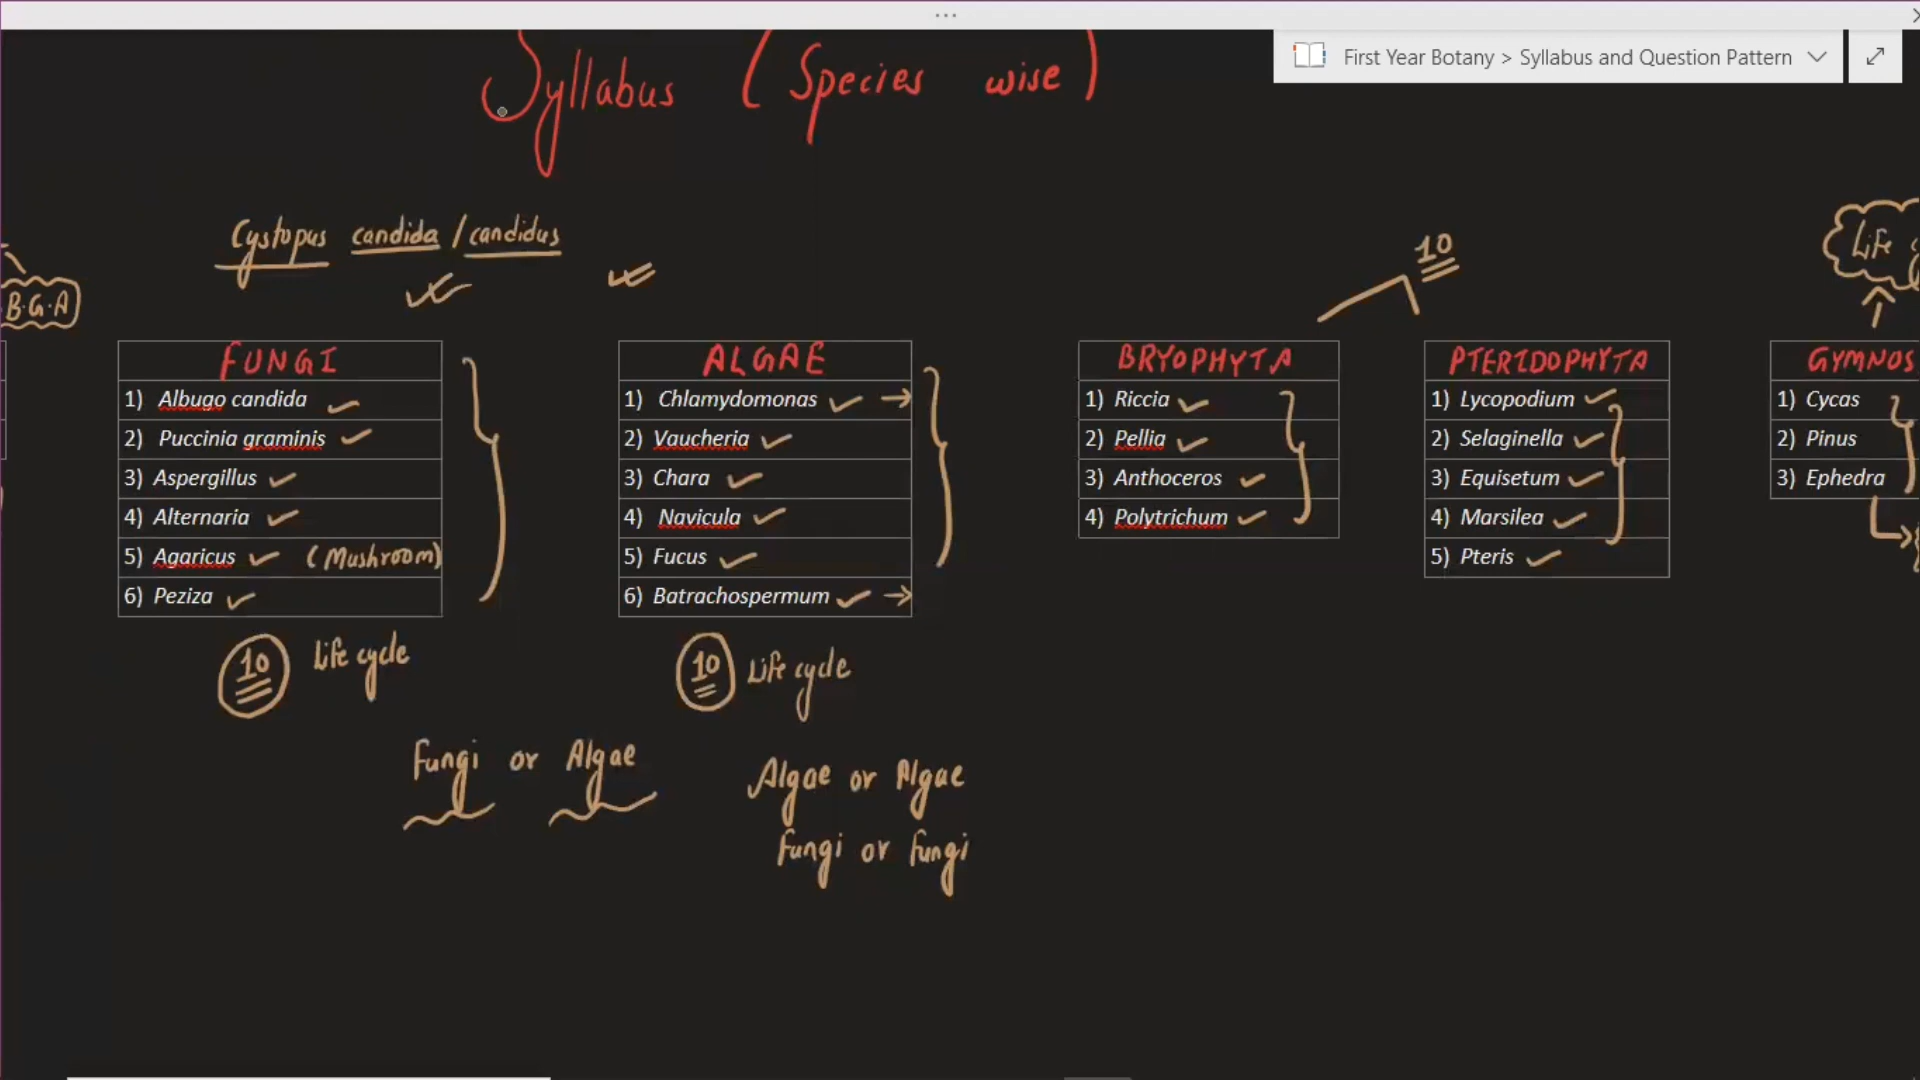 Syllabus (Species wise)
First Year Botany > Syllabus and Question Pattern
Cystopus candida / candidus
B.G.A
10
Life
FUNGI
1) Albugo candida
2) Puccinia graminis
3) Aspergillus
4) Alternaria
5) Agaricus (Mushroom)
6) Peziza
10 Life cycle
ALGAE
1) Chlamydomonas
2) Vaucheria
3) Chara
4) Navicula
5) Fucus
6) Batrachospermum
10 Life cycle
Fungi or Algae
Algae or Algae
Fungi or Fungi
BRYOPHYTA
1) Riccia
2) Pellia
3) Anthoceros
4) Polytrichum
PTERIDOPHYTA
1) Lycopodium
2) Selaginella
3) Equisetum
4) Marsilea
5) Pteris
GYMNOS
1) Cycas
2) Pinus
3) Ephedra